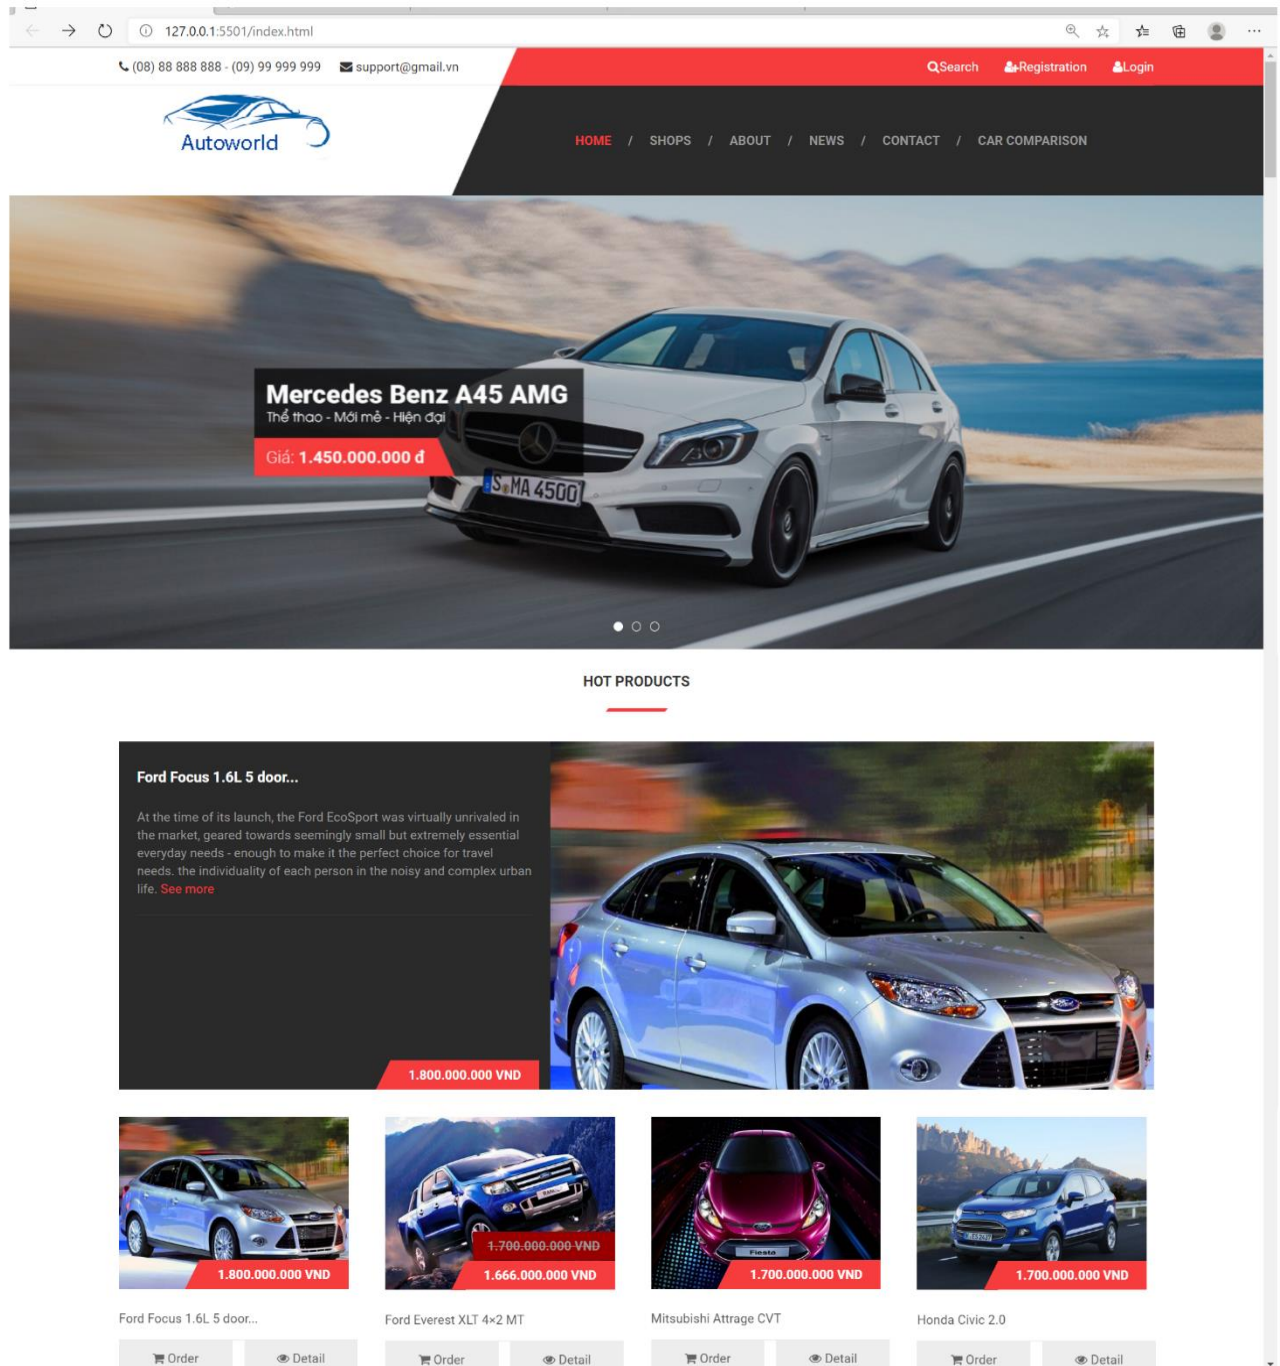 127.0.0.1:5501/index.html
(08) 88 888 888 - (09) 99 999 999 support@gmail.vn
Search Registration Login
Autoworld
HOME / SHOPS / ABOUT / NEWS / CONTACT / CAR COMPARISON
Mercedes Benz A45 AMG
Thể thao - Mới mẻ - Hiện đại
Giá: 1.450.000.000 đ
S MA 4500
HOT PRODUCTS
Ford Focus 1.6L 5 door...
At the time of its launch, the Ford EcoSport was virtually unrivaled in
the market, geared towards seemingly small but extremely essential
everyday needs - enough to make it the perfect choice for travel
needs. the individuality of each person in the noisy and complex urban
life. See more
1.800.000.000 VND
1.700.000.000 VND
Fiesta
1.800.000.000 VND
1.666.000.000 VND
1.700.000.000 VND
1.700.000.000 VND
Ford Focus 1.6L 5 door...
Ford Everest XLT 4×2 MT
Mitsubishi Attrage CVT
Honda Civic 2.0
Order Detail
Order Detail
Order Detail
Order Detail